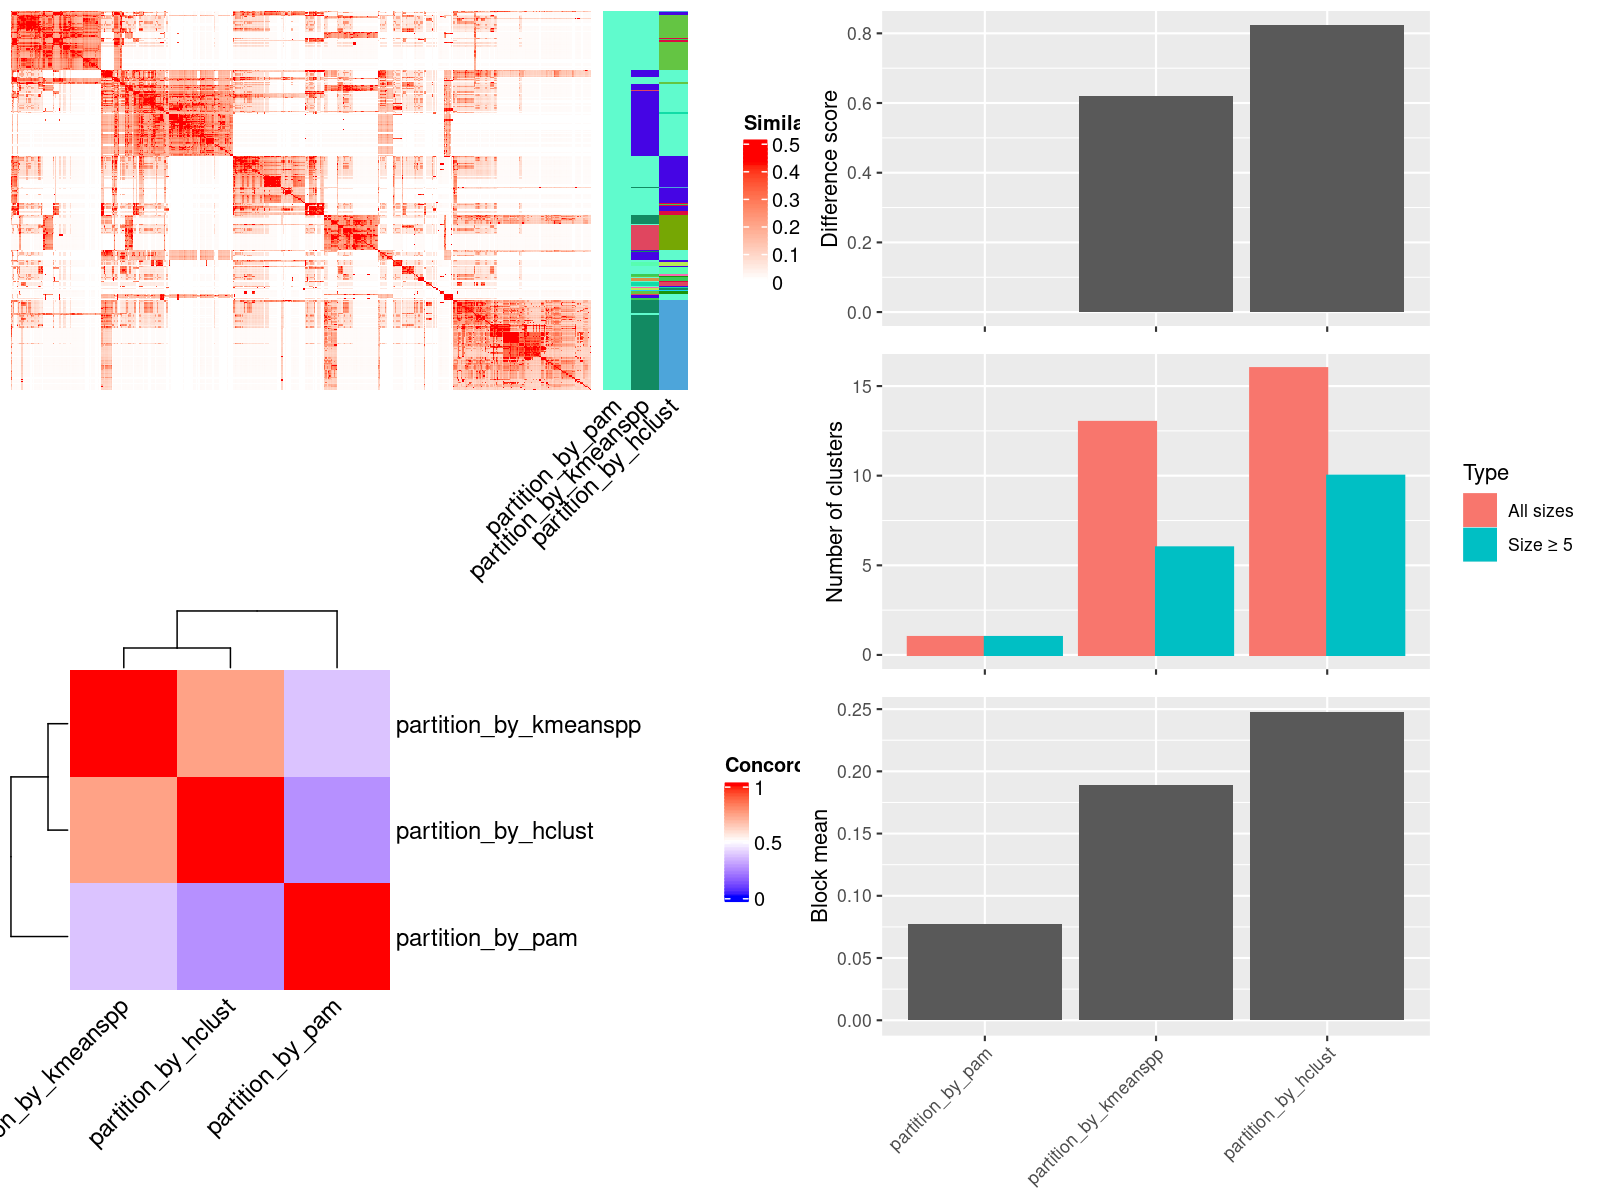 Simila
0.5
0.4
0.3
0.2
0.1
0
partition_by_pam
partition_by_kmeanspp
partition_by_hclust
partition_by_kmeanspp
partition_by_hclust
partition_by_pam
Concord
1
0.5
0
on_by_kmeanspp
partition_by_hclust
partition_by_pam
Difference score
0.8
0.6
0.4
0.2
0.0
Number of clusters
15
10
5
0
Type
All sizes
Size ≥ 5
Block mean
0.25
0.20
0.15
0.10
0.05
0.00
partition_by_pam
partition_by_kmeanspp
partition_by_hclust